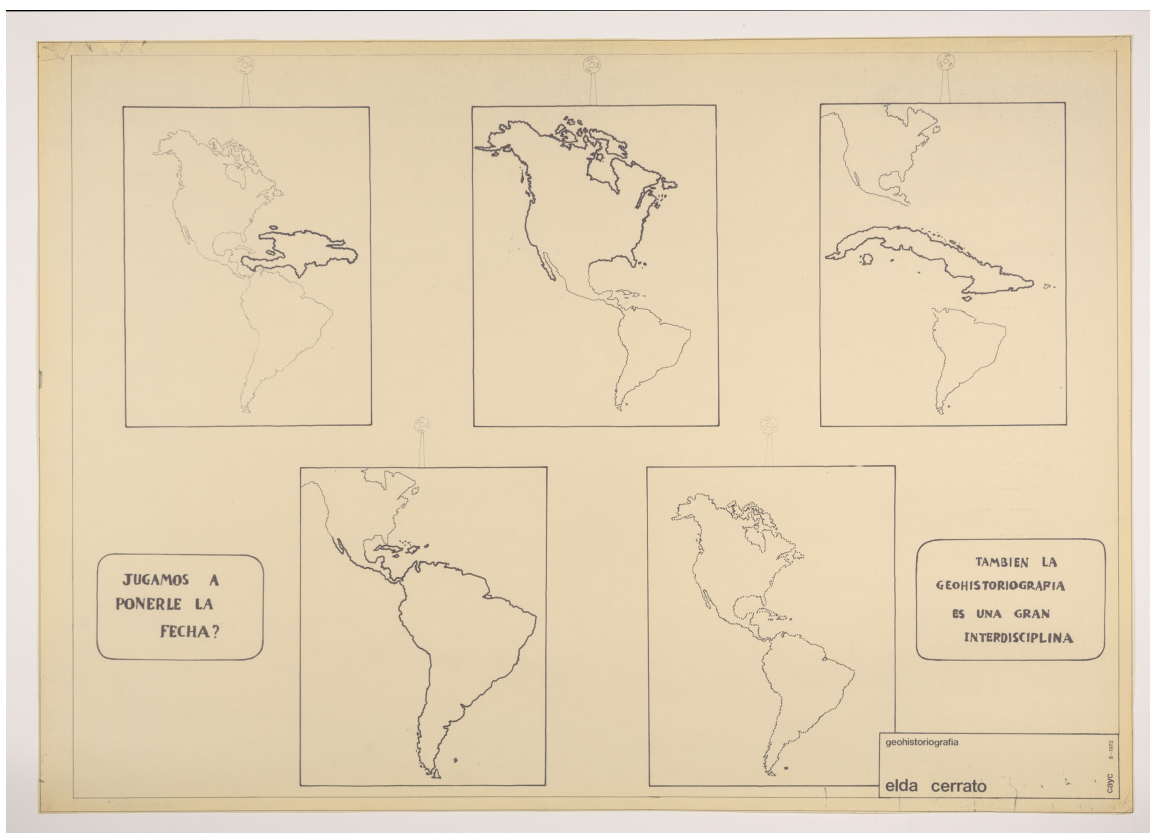 JUGAMOS A
PONERLE LA
FECHA?
TAMBIEN LA
GEOHISTORIOGRAFIA
ES UNA GRAN
INTERDISCIPLINA
geohistoriografia
elda cerrato
cayc